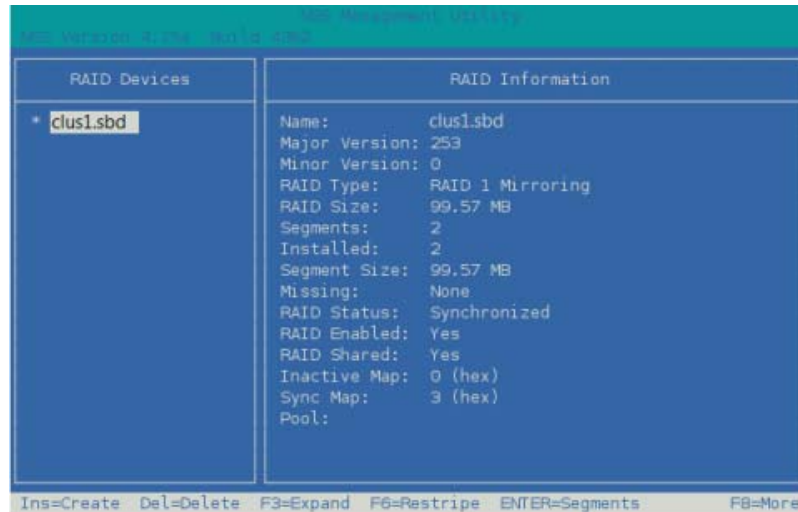 NSS Management Utility
RAID Devices
RAID Information
* clus1.sbd
Name: clus1.sbd
Major Version: 253
Minor Version: 0
RAID Type: RAID 1 Mirroring
RAID Size: 99.57 MB
Segments: 2
Installed: 2
Segment Size: 99.57 MB
Missing: None
RAID Status: Synchronized
RAID Enabled: Yes
RAID Shared: Yes
Inactive Map: 0 (hex)
Sync Map: 3 (hex)
Pool:
Ins=Create Del=Delete F3=Expand F6=Restripe ENTER=Segments F8=More